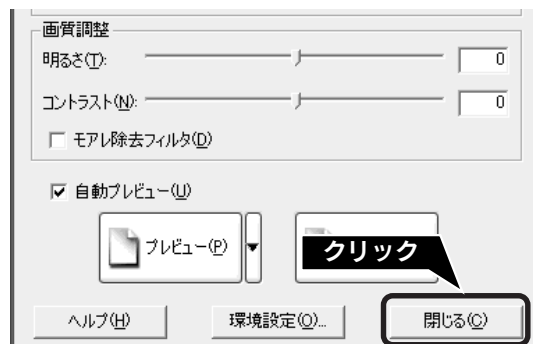 画質調整
明るさ(T): 0
コントラスト(N): 0
モアレ除去フィルタ(D)
自動プレビュー(U)
プレビュー(P)
クリック
ヘルプ(H) 環境設定(O)... 閉じる(C)